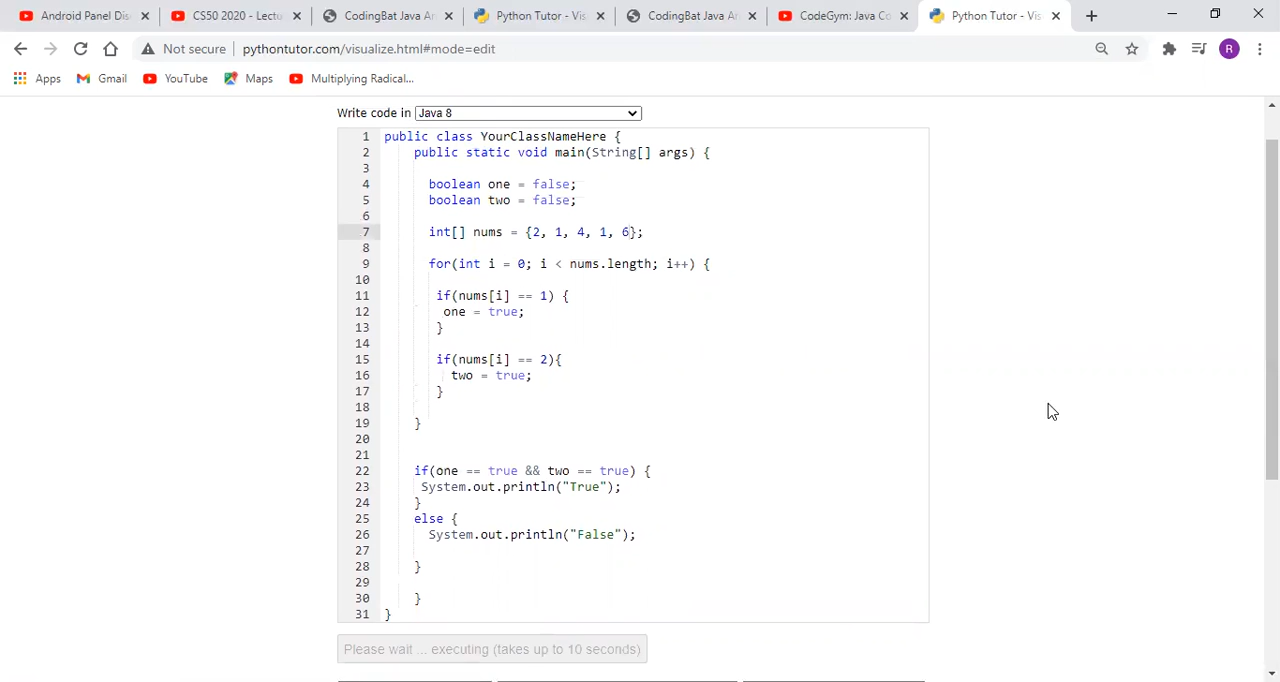 Android Panel Dis
CS50 2020 - Lectu
CodingBat Java Ar
Python Tutor - Vis
CodingBat Java Ar
CodeGym: Java Co
Python Tutor - Vis
Not secure | pythontutor.com/visualize.html#mode=edit
R
Apps
Gmail
YouTube
Maps
Multiplying Radical...
Write code in Java 8
1 public class YourClassNameHere {
2 public static void main(String[] args) {
3
4 boolean one = false;
5 boolean two = false;
6
7 int[] nums = {2, 1, 4, 1, 6};
8
9 for(int i = 0; i < nums.length; i++) {
10
11 if(nums[i] == 1) {
12 one = true;
13 }
14
15 if(nums[i] == 2){
16 two = true;
17 }
18
19 }
20
21
22 if(one == true && two == true) {
23 System.out.println("True");
24 }
25 else {
26 System.out.println("False");
27
28 }
29
30 }
31 }
Please wait ... executing (takes up to 10 seconds)